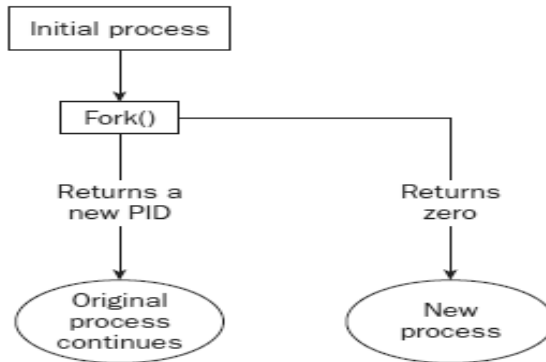 Initial process
Fork()
Returns a
new PID
Returns
zero
Original
process
continues
New
process